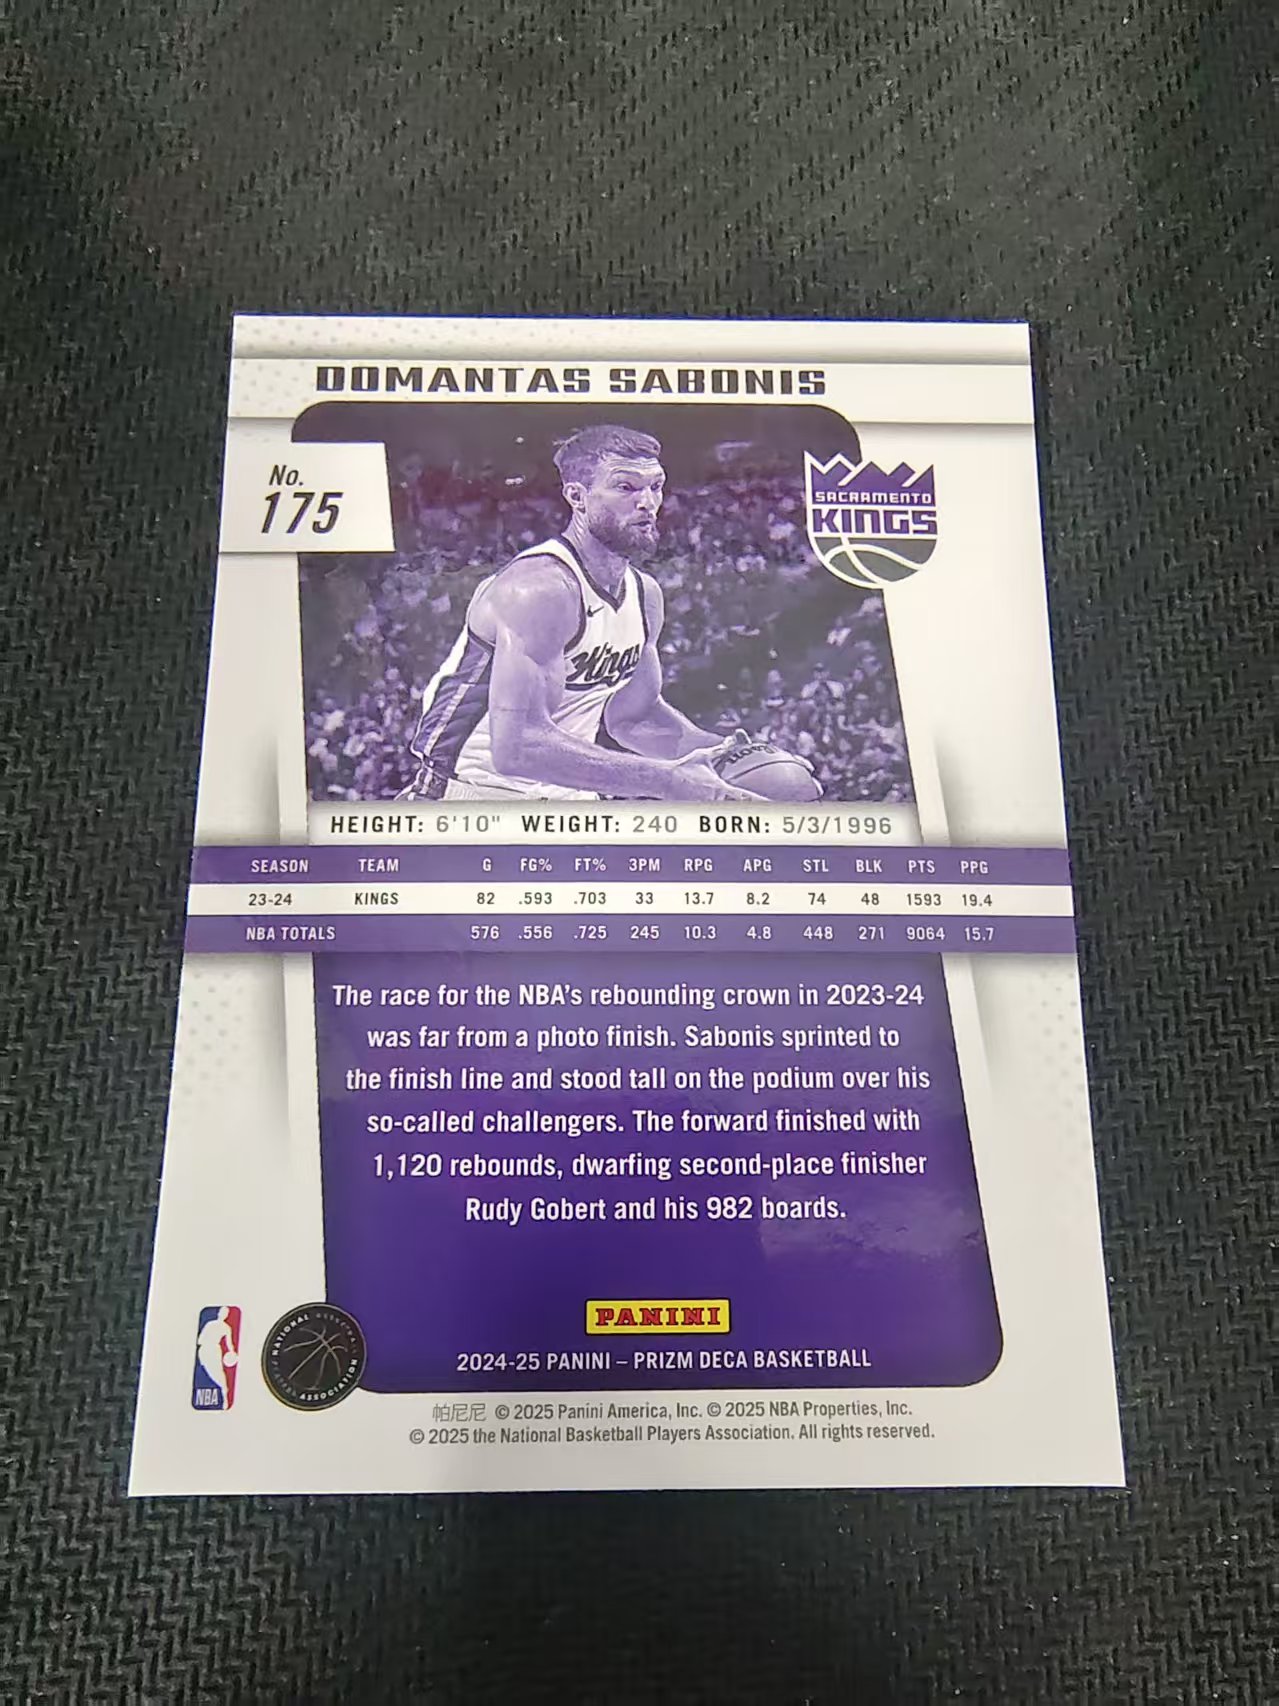 DOMANTAS SABONIS
No.
175
SACRAMENTO
KINGS
Kings
HEIGHT: 6'10" WEIGHT: 240 BORN: 5/3/1996
SEASON TEAM G FG% FT% 3PM RPG APG STL BLK PTS PPG
23-24 KINGS 82 .593 .703 33 13.7 8.2 74 48 1593 19.4
NBA TOTALS 576 .556 .725 245 10.3 4.8 448 271 9064 15.7
The race for the NBA's rebounding crown in 2023-24
was far from a photo finish. Sabonis sprinted to
the finish line and stood tall on the podium over his
so-called challengers. The forward finished with
1,120 rebounds, dwarfing second-place finisher
Rudy Gobert and his 982 boards.
PANINI
2024-25 PANINI – PRIZM DECA BASKETBALL
NBA
NATIONAL BASKETBALL
PLAYERS ASSOCIATION
帕尼尼 © 2025 Panini America, Inc. © 2025 NBA Properties, Inc.
© 2025 the National Basketball Players Association. All rights reserved.